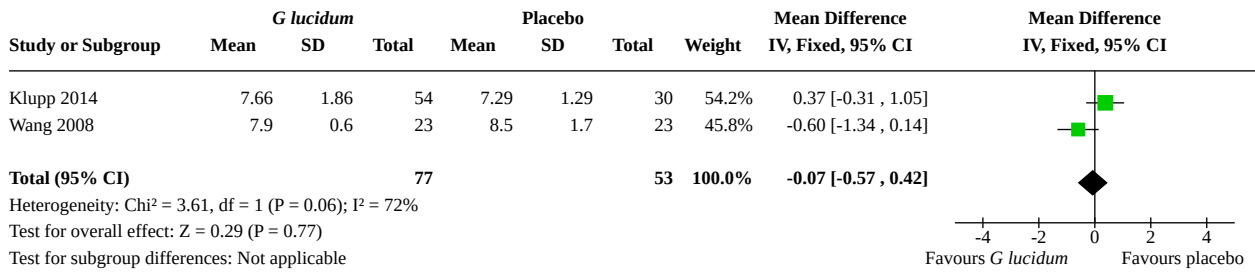 G lucidum Placebo Mean Difference Mean Difference
Study or Subgroup Mean SD Total Mean SD Total Weight IV, Fixed, 95% CI IV, Fixed, 95% CI
Klupp 2014 7.66 1.86 54 7.29 1.29 30 54.2% 0.37 [-0.31 , 1.05]
Wang 2008 7.9 0.6 23 8.5 1.7 23 45.8% -0.60 [-1.34 , 0.14]
Total (95% CI) 77 53 100.0% -0.07 [-0.57 , 0.42]
Heterogeneity: Chi² = 3.61, df = 1 (P = 0.06); I² = 72%
Test for overall effect: Z = 0.29 (P = 0.77)
-4 -2 0 2 4
Test for subgroup differences: Not applicable
Favours G lucidum Favours placebo